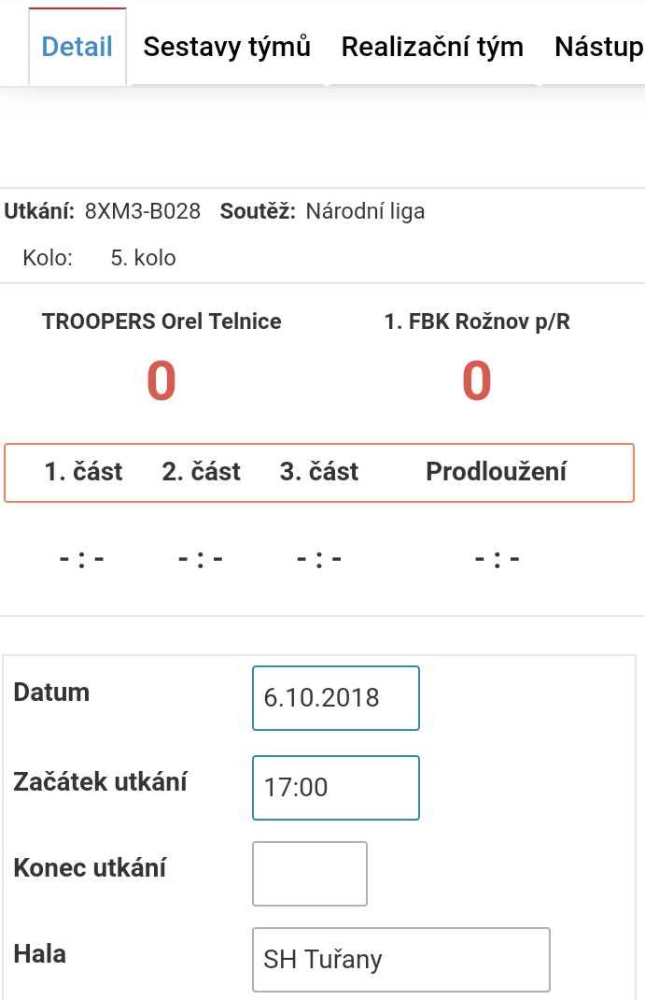 Detail Sestavy týmů Realizační tým Nástup
Utkání: 8XM3-B028 Soutěž: Národní liga
Kolo: 5. kolo
TROOPERS Orel Telnice 1. FBK Rožnov p/R
0 0
1. část 2. část 3. část Prodloužení
- : - - : - - : - - : -
Datum 6.10.2018
Začátek utkání 17:00
Konec utkání
Hala SH Tuřany